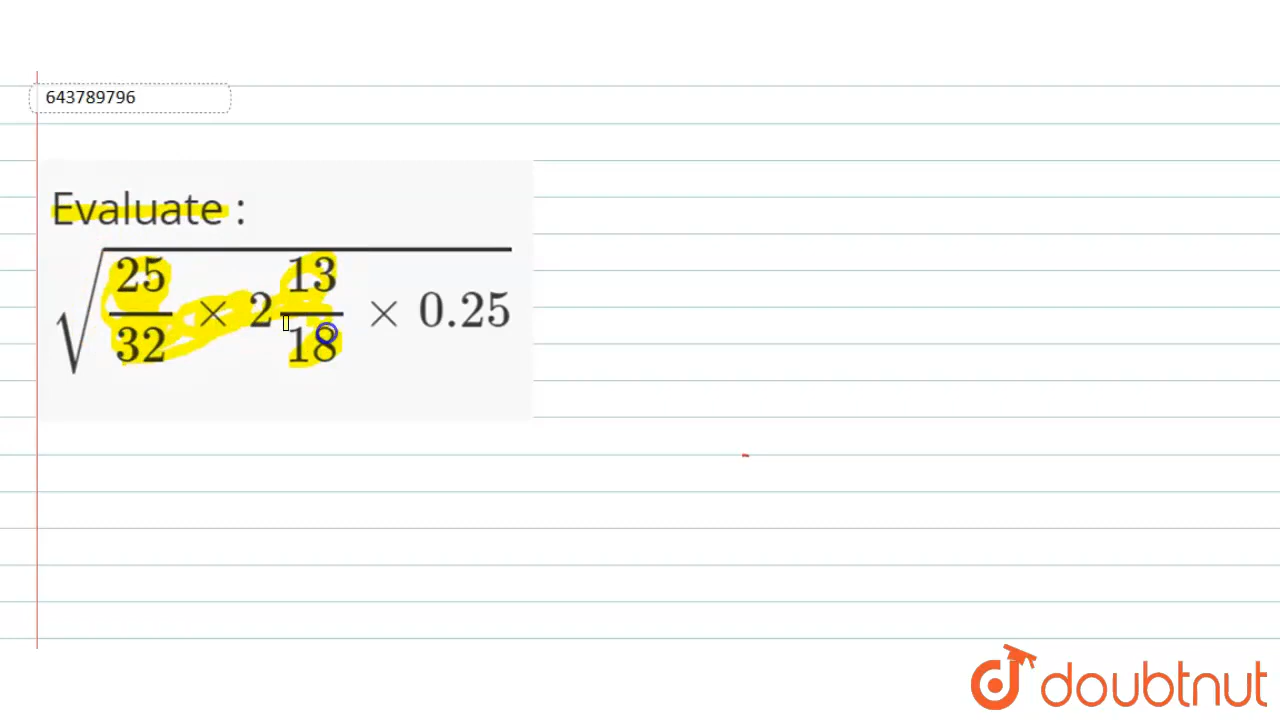 643789796
Evaluate :
√(25/32 × 2 13/18 × 0.25)
doubtnut